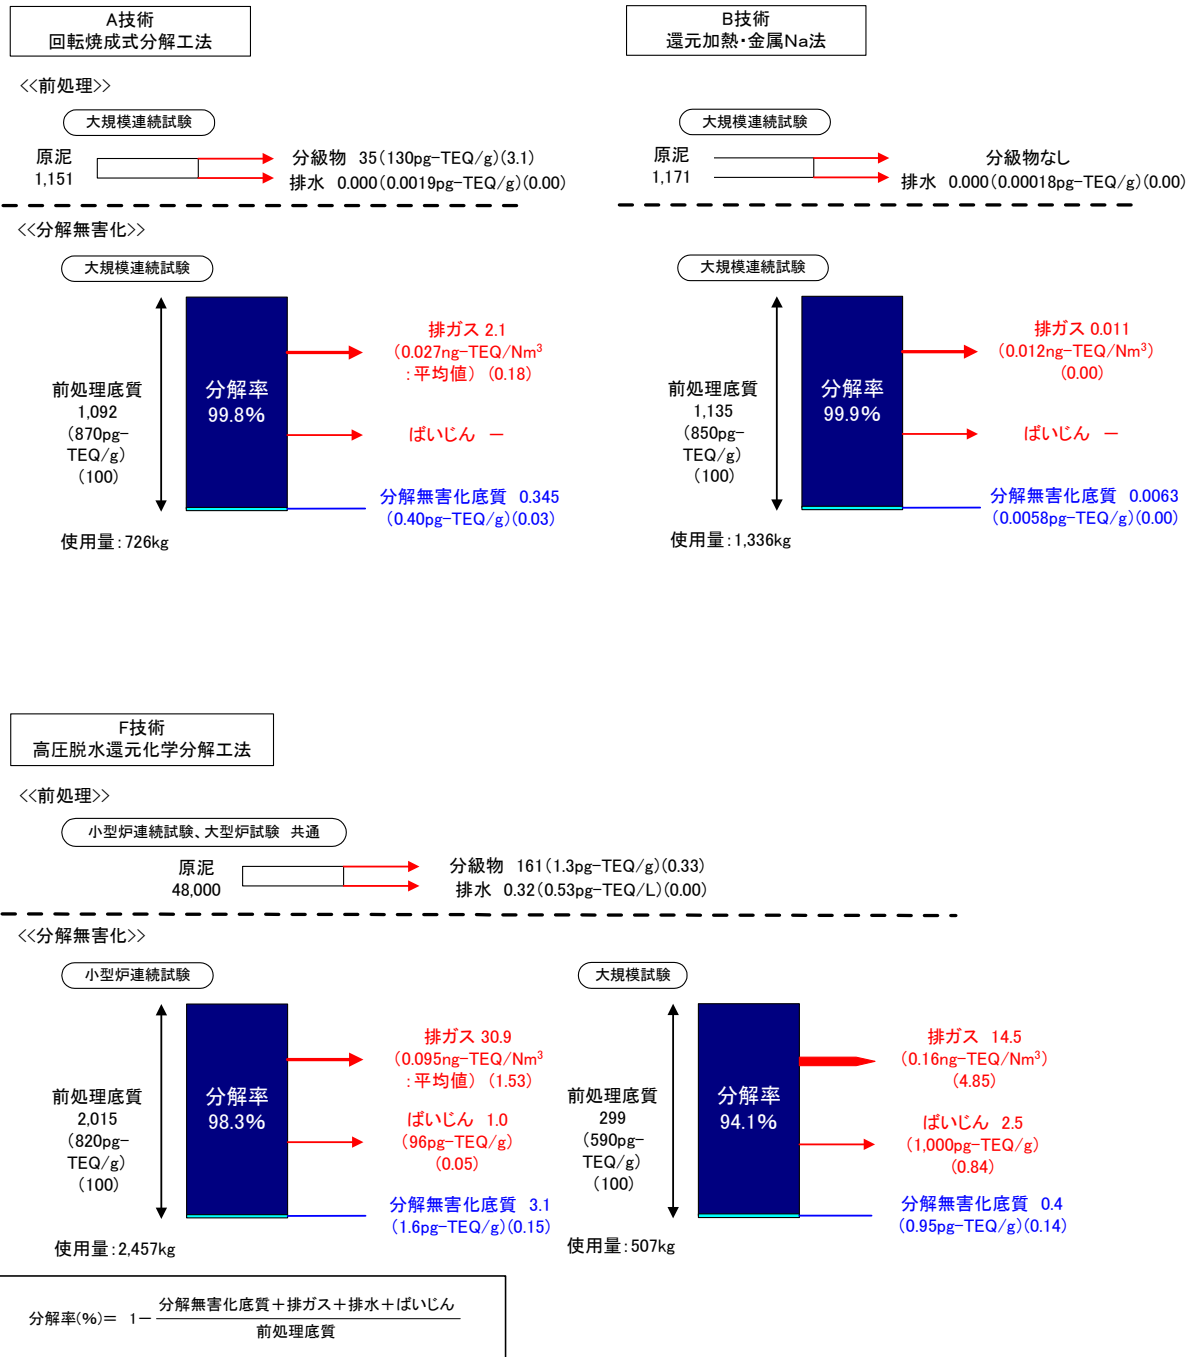 A技術
回転焼成式分解工法
<<前処理>>
大規模連続試験
原泥
1,151
分級物 35(130pg-TEQ/g)(3.1)
排水 0.000(0.0019pg-TEQ/g)(0.00)
<<分解無害化>>
大規模連続試験
前処理底質
1,092
(870pg-
TEQ/g)
(100)
分解率
99.8%
排ガス 2.1
(0.027ng-TEQ/Nm³
:平均値) (0.18)
ばいじん －
分解無害化底質 0.345
(0.40pg-TEQ/g)(0.03)
使用量:726kg
B技術
還元加熱・金属Na法
大規模連続試験
原泥
1,171
分級物なし
排水 0.000(0.00018pg-TEQ/g)(0.00)
大規模連続試験
前処理底質
1,135
(850pg-
TEQ/g)
(100)
分解率
99.9%
排ガス 0.011
(0.012ng-TEQ/Nm³)
(0.00)
ばいじん －
分解無害化底質 0.0063
(0.0058pg-TEQ/g)(0.00)
使用量:1,336kg
F技術
高圧脱水還元化学分解工法
<<前処理>>
小型炉連続試験、大型炉試験 共通
原泥
48,000
分級物 161(1.3pg-TEQ/g)(0.33)
排水 0.32(0.53pg-TEQ/L)(0.00)
<<分解無害化>>
小型炉連続試験
前処理底質
2,015
(820pg-
TEQ/g)
(100)
分解率
98.3%
排ガス 30.9
(0.095ng-TEQ/Nm³
:平均値) (1.53)
ばいじん 1.0
(96pg-TEQ/g)
(0.05)
分解無害化底質 3.1
(1.6pg-TEQ/g)(0.15)
使用量:2,457kg
大規模試験
前処理底質
299
(590pg-
TEQ/g)
(100)
分解率
94.1%
排ガス 14.5
(0.16ng-TEQ/Nm³)
(4.85)
ばいじん 2.5
(1,000pg-TEQ/g)
(0.84)
分解無害化底質 0.4
(0.95pg-TEQ/g)(0.14)
使用量:507kg
分解率(%)= 1－
分解無害化底質＋排ガス＋排水＋ばいじん
前処理底質